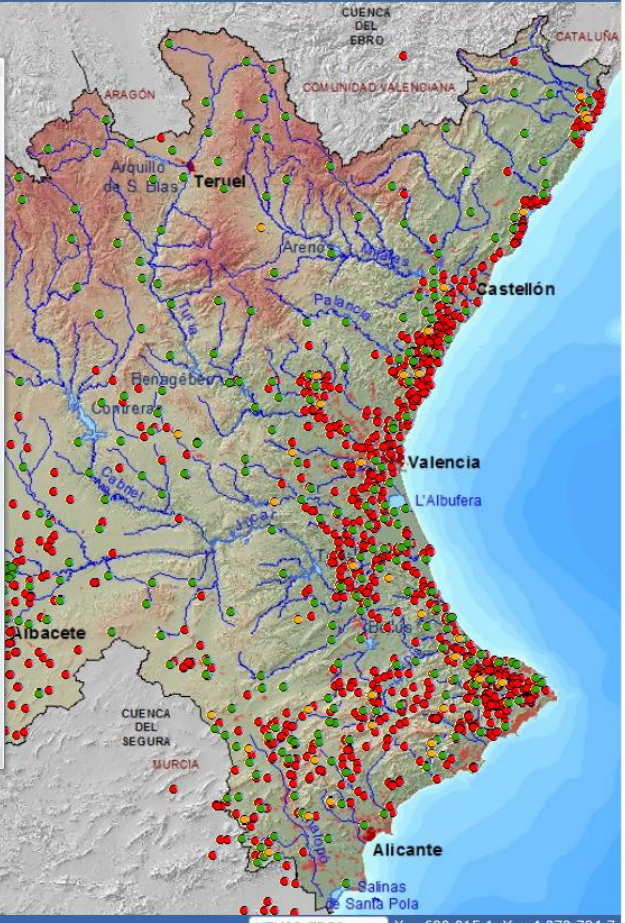 CUENCA
DEL
EBRO
CATALUÑA
ARAGÓN
COMUNIDAD VALENCIANA
Arquillo
de S. Blas
Teruel
Arenós
Mijares
Castellón
Palancia
Turia
Benagéber
Contreras
Valencia
Cabriel
L'Albufera
Júcar
Albacete
CUENCA
DEL
SEGURA
MURCIA
Alicante
Salinas
de Santa Pola